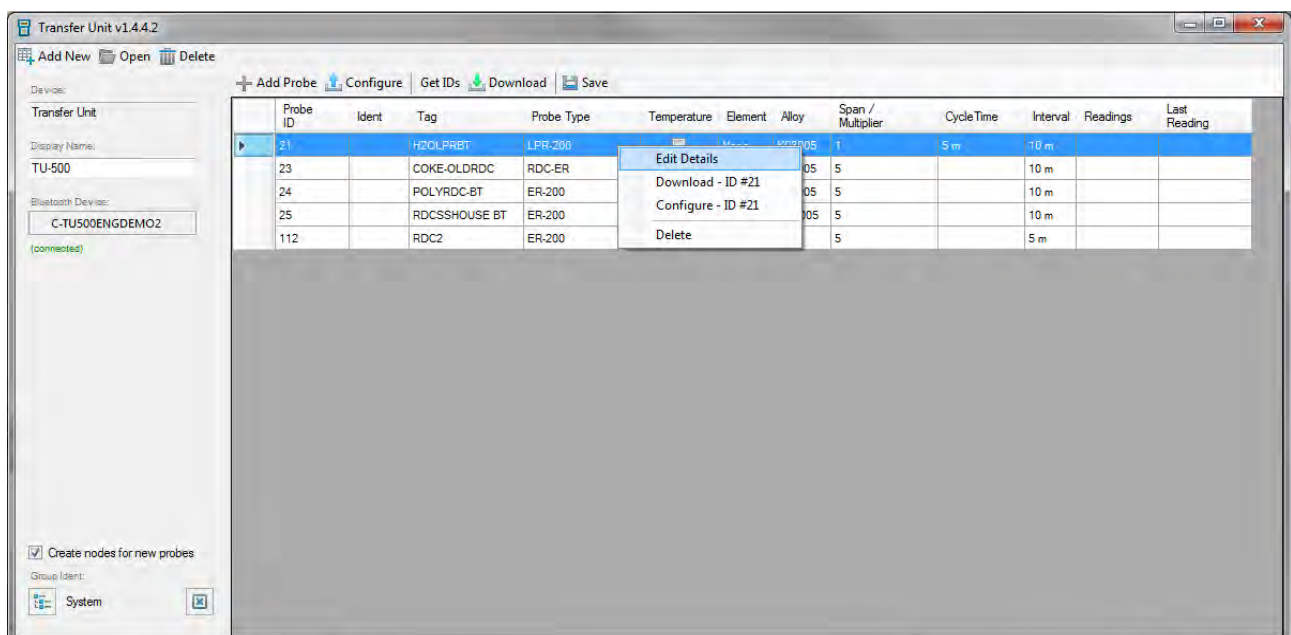 Transfer Unit v1.4.4.2
Add New Open Delete
Add Probe Configure Get IDs Download Save
Device:
Transfer Unit
Display Name:
TU-500
Bluetooth Device:
C-TU500ENGDEMO2
(connected)
Probe ID Ident Tag Probe Type Temperature Element Alloy Span / Multiplier Cycle Time Interval Readings Last Reading
21 H2OLPRBT LPR-200 1 5 m 10 m
23 COKE-OLDRDC RDC-ER 05 5 10 m
24 POLYRDC-BT ER-200 05 5 10 m
25 RDCSSHOUSE BT ER-200 05 5 10 m
112 RDC2 ER-200 5 5 m
Edit Details
Download - ID #21
Configure - ID #21
Delete
Create nodes for new probes
Group Ident:
System